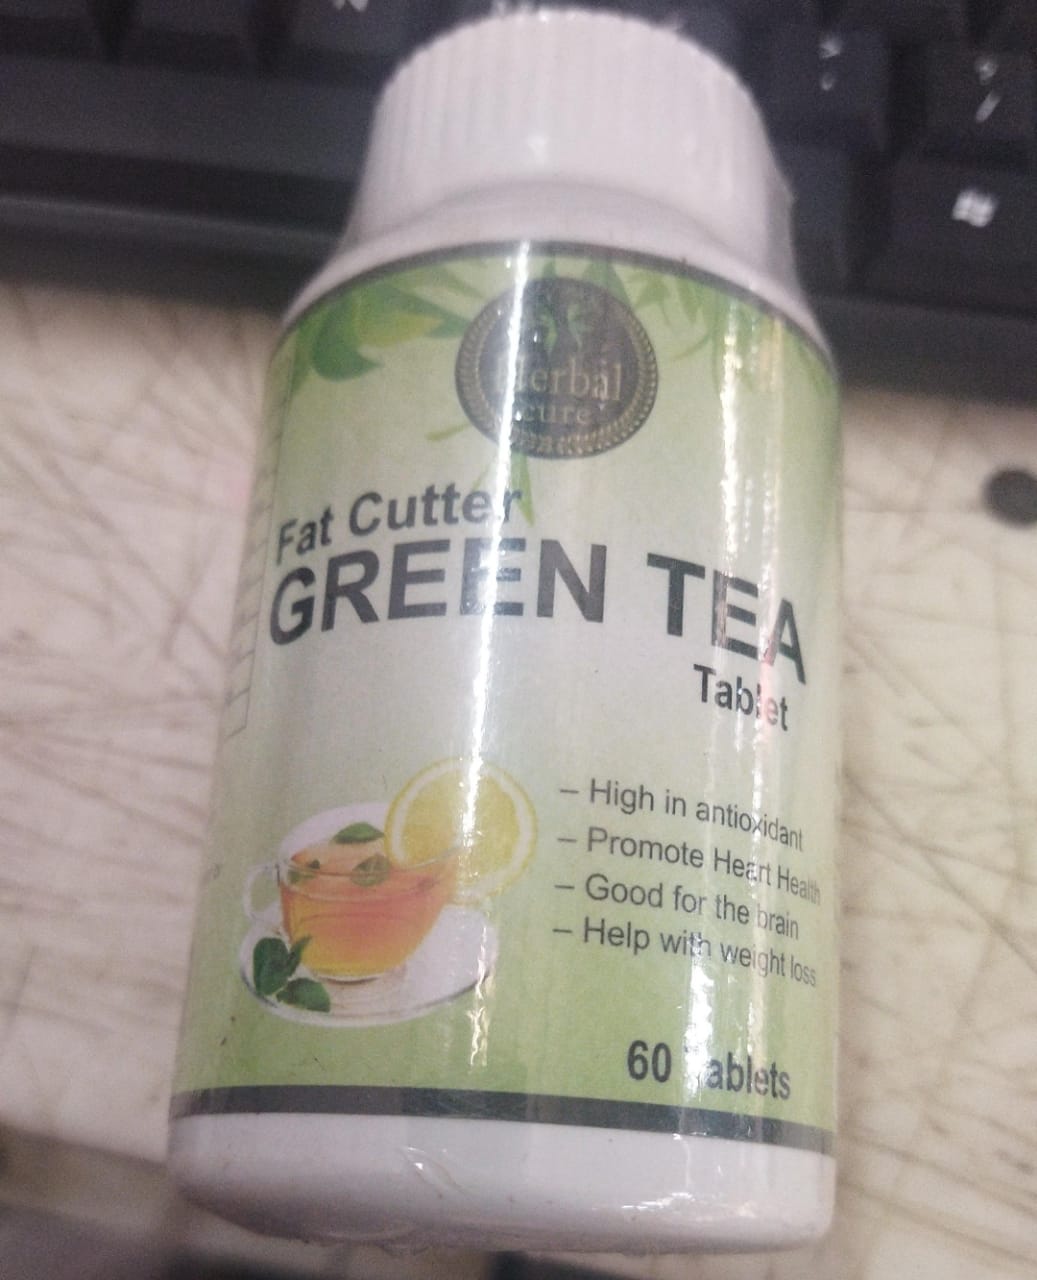 Herbal
cure
Fat Cutter
GREEN TEA
Tablet
– High in antioxidant
– Promote Heart Health
– Good for the brain
– Help with weight loss
60 Tablets